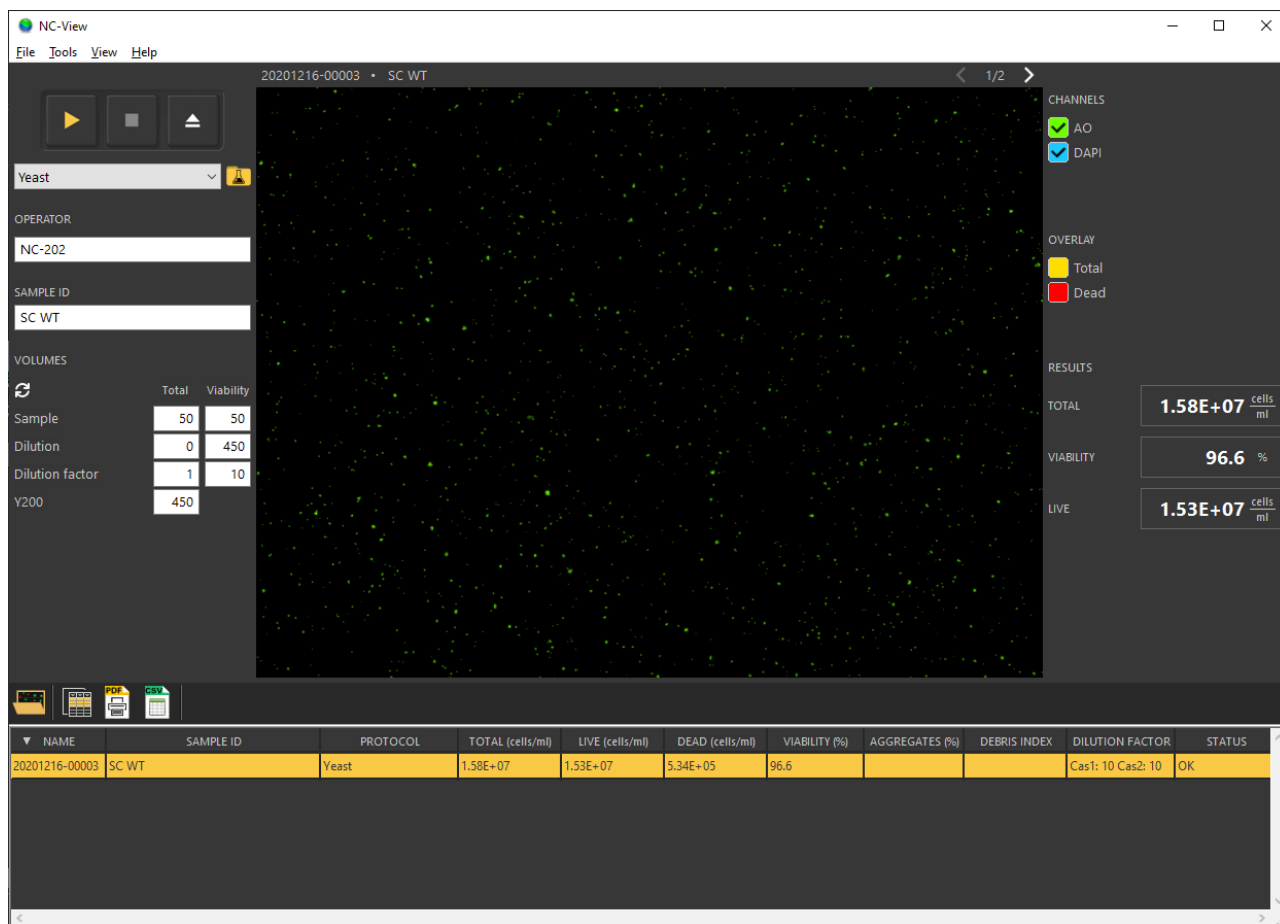 NC-View
File Tools View Help
20201216-00003 • SC WT 1/2
Yeast
OPERATOR
NC-202
SAMPLE ID
SC WT
VOLUMES
Total Viability
Sample 50 50
Dilution 0 450
Dilution factor 1 10
Y200 450
CHANNELS
AO
DAPI
OVERLAY
Total
Dead
RESULTS
TOTAL 1.58E+07 cells/ml
VIABILITY 96.6 %
LIVE 1.53E+07 cells/ml
PDF CSV
▼ NAME SAMPLE ID PROTOCOL TOTAL (cells/ml) LIVE (cells/ml) DEAD (cells/ml) VIABILITY (%) AGGREGATES (%) DEBRIS INDEX DILUTION FACTOR STATUS
20201216-00003 SC WT Yeast 1.58E+07 1.53E+07 5.34E+05 96.6 Cas1: 10 Cas2: 10 OK